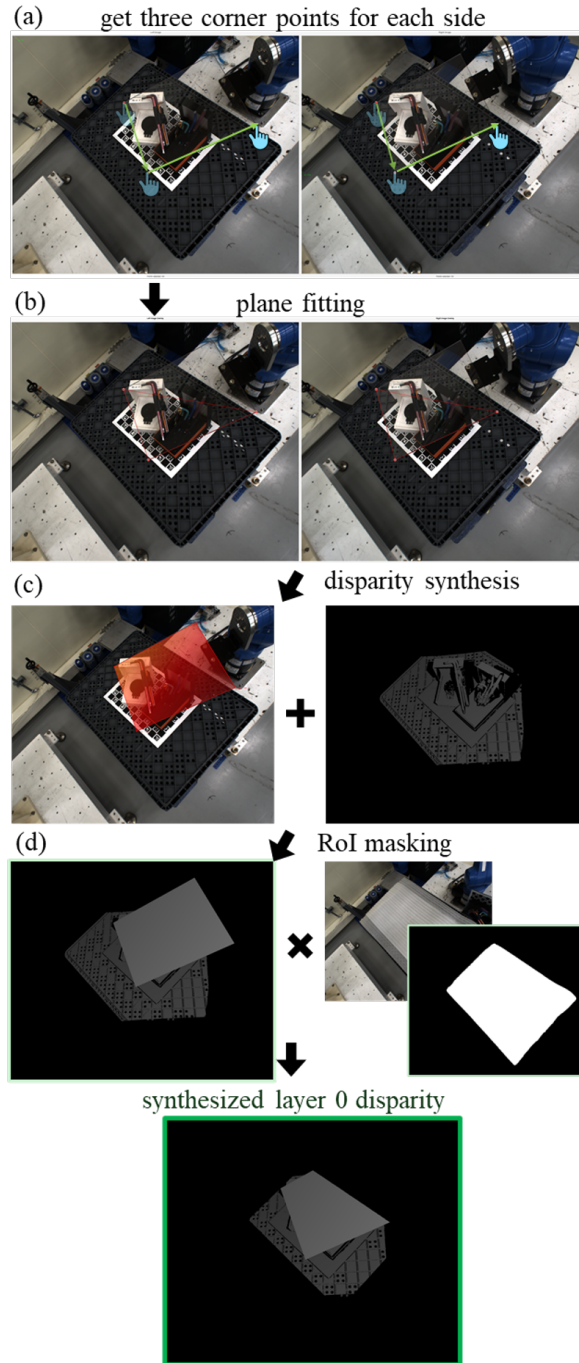 (a) get three corner points for each side
(b) plane fitting
(c) disparity synthesis
(d) RoI masking
synthesized layer 0 disparity